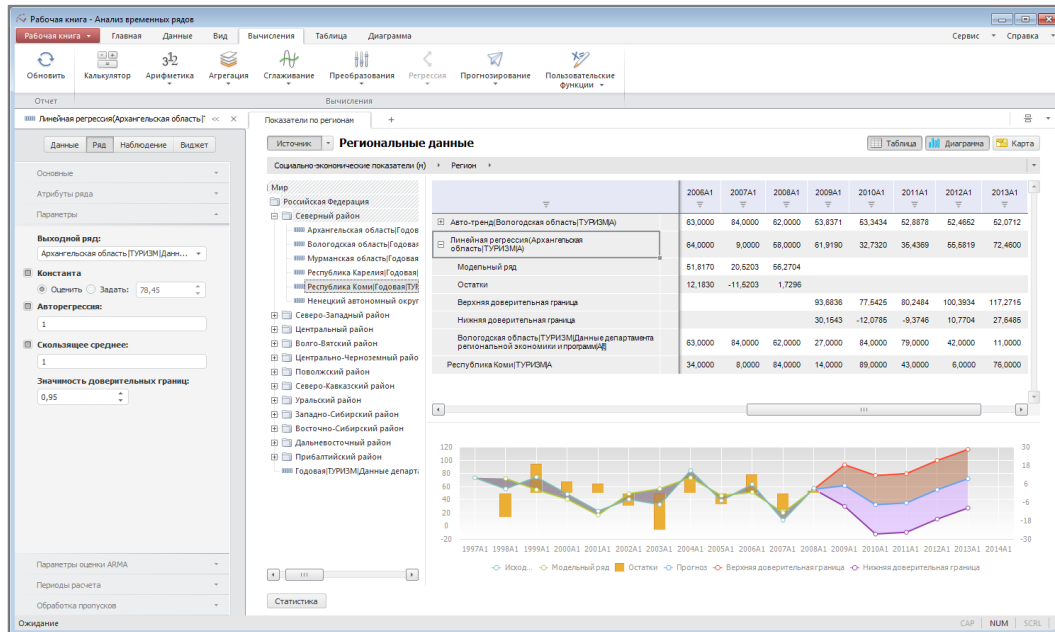 Рабочая книга - Анализ временных рядов
Рабочая книга Главная Данные Вид Вычисления Таблица Диаграмма Сервис Справка
Обновить Калькулятор Арифметика Агрегация Сглаживание Преобразования Регрессия Прогнозирование Пользовательские функции
Отчет Вычисления
Линейная регрессия(Архангельская область|Т << ×
Показатели по регионам +
Данные Ряд Наблюдение Виджет
Основные
Атрибуты ряда
Параметры
Выходной ряд:
Архангельская область|ТУРИЗМ|Данн...
Константа
Оценить Задать: 78,45
Авторегрессия:
1
Скользящее среднее:
1
Значимость доверительных границ:
0,95
Параметры оценки ARMA
Периоды расчета
Обработка пропусков
Источник Региональные данные Таблица Диаграмма Карта
Социально-экономические показатели (н) Регион
Мир
Российская Федерация
Северный район
Архангельская область|Годов
Вологодская область|Годовая
Мурманская область|Годовая
Республика Карелия|Годовая|
Республика Коми|Годовая|ТУР
Ненецкий автономный округ
Северо-Западный район
Центральный район
Волго-Вятский район
Центрально-Черноземный райо
Поволжский район
Северо-Кавказский район
Уральский район
Западно-Сибирский район
Восточно-Сибирский район
Дальневосточный район
Прибалтийский район
Годовая|ТУРИЗМ|Данные департа
2006A1 2007A1 2008A1 2009A1 2010A1 2011A1 2012A1 2013A1
Авто-тренд(Вологодская область|ТУРИЗМ|A) 63,0000 84,0000 62,0000 53,8371 53,3434 52,8878 52,4652 52,0712
Линейная регрессия(Архангельская область|ТУРИЗМ|A) 64,0000 9,0000 58,0000 61,9190 32,7320 36,4369 55,5819 72,4600
Модельный ряд 51,8170 20,5203 56,2704
Остатки 12,1830 -11,5203 1,7296
Верхняя доверительная граница 93,6836 77,5425 80,2484 100,3934 117,2715
Нижняя доверительная граница 30,1543 -12,0785 -9,3746 10,7704 27,6485
Вологодская область|ТУРИЗМ|Данные департамента региональной экономики и программ|A| 63,0000 84,0000 62,0000 27,0000 84,0000 79,0000 42,0000 11,0000
Республика Коми|ТУРИЗМ|A 34,0000 8,0000 84,0000 14,0000 89,0000 43,0000 6,0000 76,0000
120 100 80 60 40 20 0 -20
30 18 6 -6 -18 -30
1997A1 1998A1 1999A1 2000A1 2001A1 2002A1 2003A1 2004A1 2005A1 2006A1 2007A1 2008A1 2009A1 2010A1 2011A1 2012A1 2013A1 2014A1
Исход... Модельный ряд Остатки Прогноз Верхняя доверительная граница Нижняя доверительная граница
Статистика
Ожидание CAP NUM SCRL